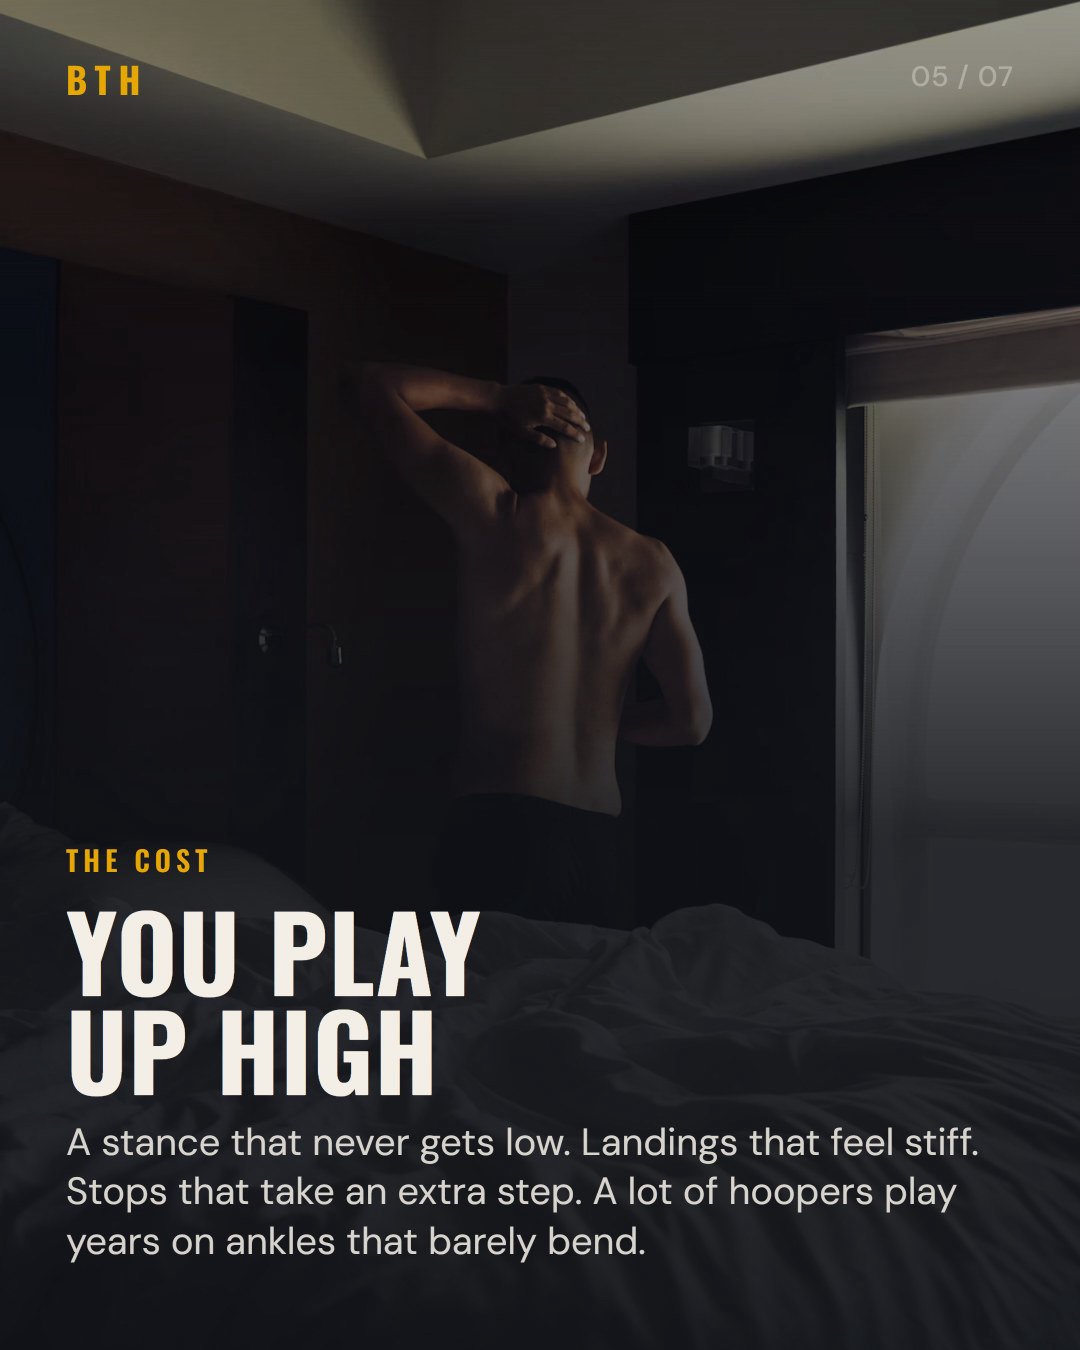 BTH
05 / 07
THE COST
YOU PLAY
UP HIGH
A stance that never gets low. Landings that feel stiff.
Stops that take an extra step. A lot of hoopers play
years on ankles that barely bend.